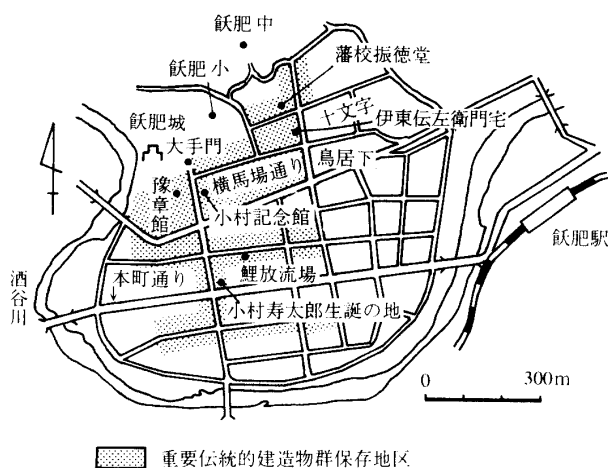 飫肥中
藩校振徳堂
飫肥小
十文字
伊東伝左衛門宅
飫肥城
大手門
鳥居下
横馬場通り
豫章館
小村記念館
飫肥駅
酒谷川
本町通り
鯉放流場
小村寿太郎生誕の地
0 300m
重要伝統的建造物群保存地区